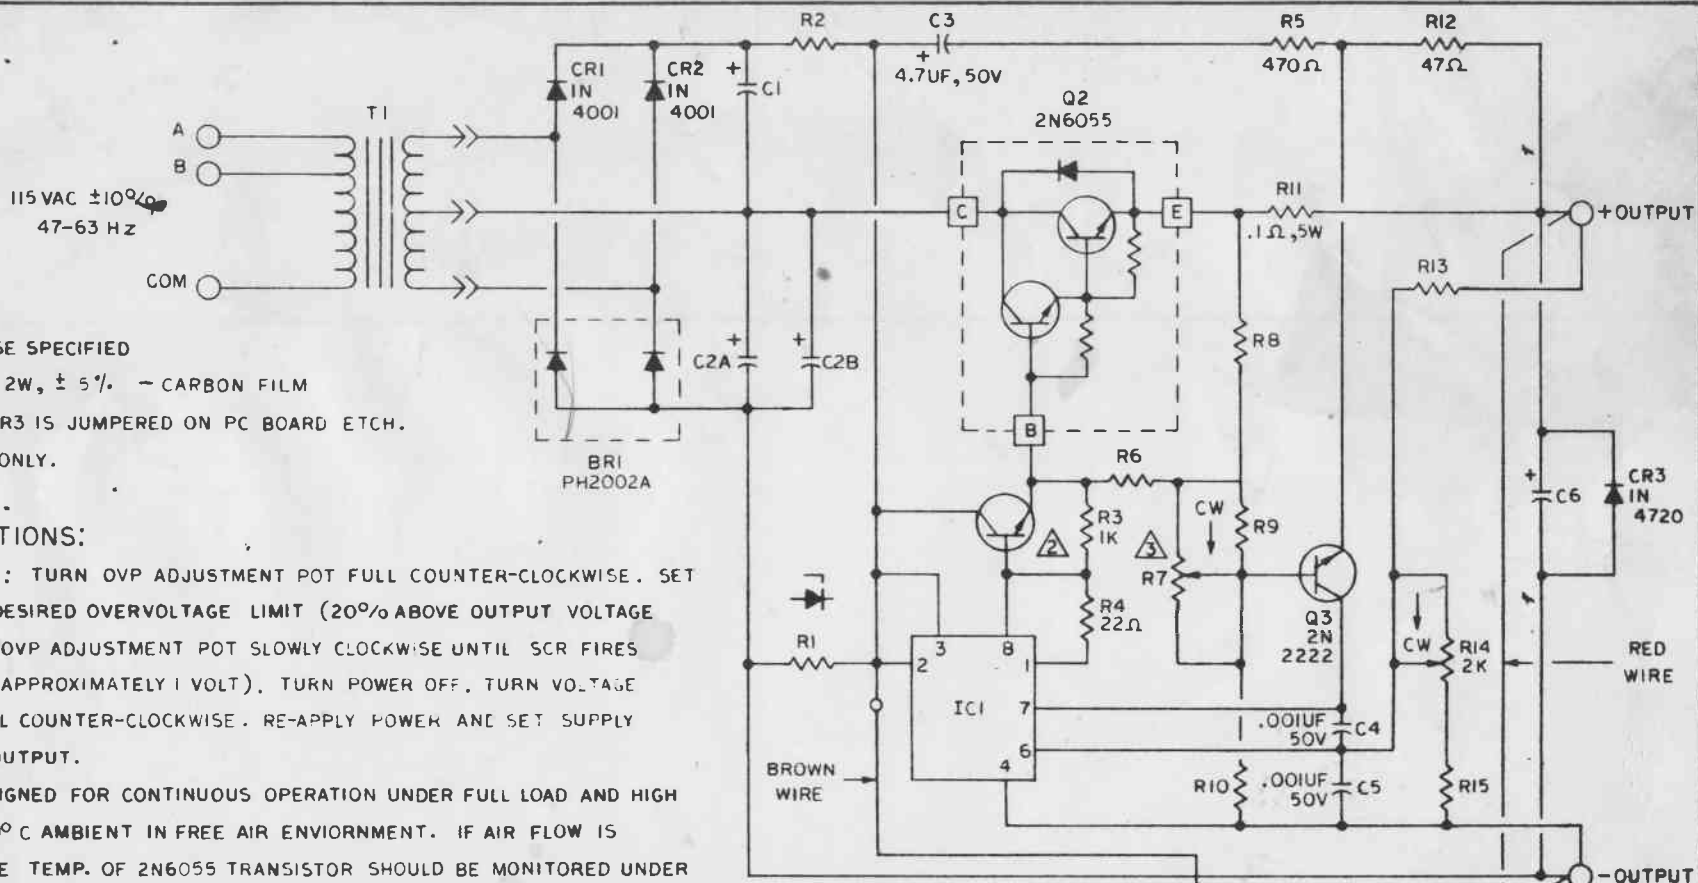 R2
C3
R5
R12
+
4.7UF, 50V
470Ω
47Ω
CR1
IN
4001
CR2
IN
4001
+
C1
T1
A
B
COM
115 VAC ±10%
47-63 Hz
Q2
2N6055
C
E
B
R11
.1Ω, 5W
+OUTPUT
R13
R8
+
C2A
+
C2B
BR1
PH2002A
SE SPECIFIED
2W, ± 5% - CARBON FILM
R3 IS JUMPERED ON PC BOARD ETCH.
ONLY.
TIONS:
: TURN OVP ADJUSTMENT POT FULL COUNTER-CLOCKWISE. SET
DESIRED OVERVOLTAGE LIMIT (20% ABOVE OUTPUT VOLTAGE
OVP ADJUSTMENT POT SLOWLY CLOCKWISE UNTIL SCR FIRES
APPROXIMATELY 1 VOLT). TURN POWER OFF. TURN VOLTAGE
L COUNTER-CLOCKWISE. RE-APPLY POWER AND SET SUPPLY
OUTPUT.
IGNED FOR CONTINUOUS OPERATION UNDER FULL LOAD AND HIGH
° C AMBIENT IN FREE AIR ENVIORNMENT. IF AIR FLOW IS
E TEMP. OF 2N6055 TRANSISTOR SHOULD BE MONITORED UNDER
R6
R3
1K
2
3
CW
R9
R7
R4
22Ω
Q3
2N
2222
R1
2
3
8
1
IC1
7
6
4
.001UF
50V
C4
.001UF
50V
C5
R10
BROWN
WIRE
CW
R14
2K
R15
RED
WIRE
+
C6
CR3
IN
4720
-OUTPUT